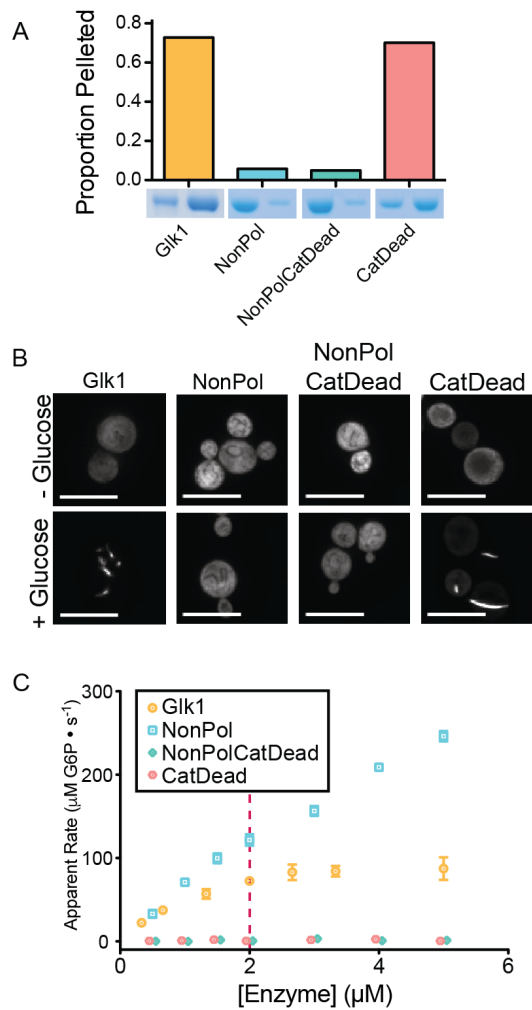 A
Proportion Pelleted
0.8
0.6
0.4
0.2
0.0
Glk1
NonPol
NonPolCatDead
CatDead
B
Glk1
NonPol
NonPol
CatDead
CatDead
- Glucose
+ Glucose
C
Apparent Rate (μM G6P • s⁻¹)
300
200
100
0
Glk1
NonPol
NonPolCatDead
CatDead
0
2
4
6
[Enzyme] (μM)